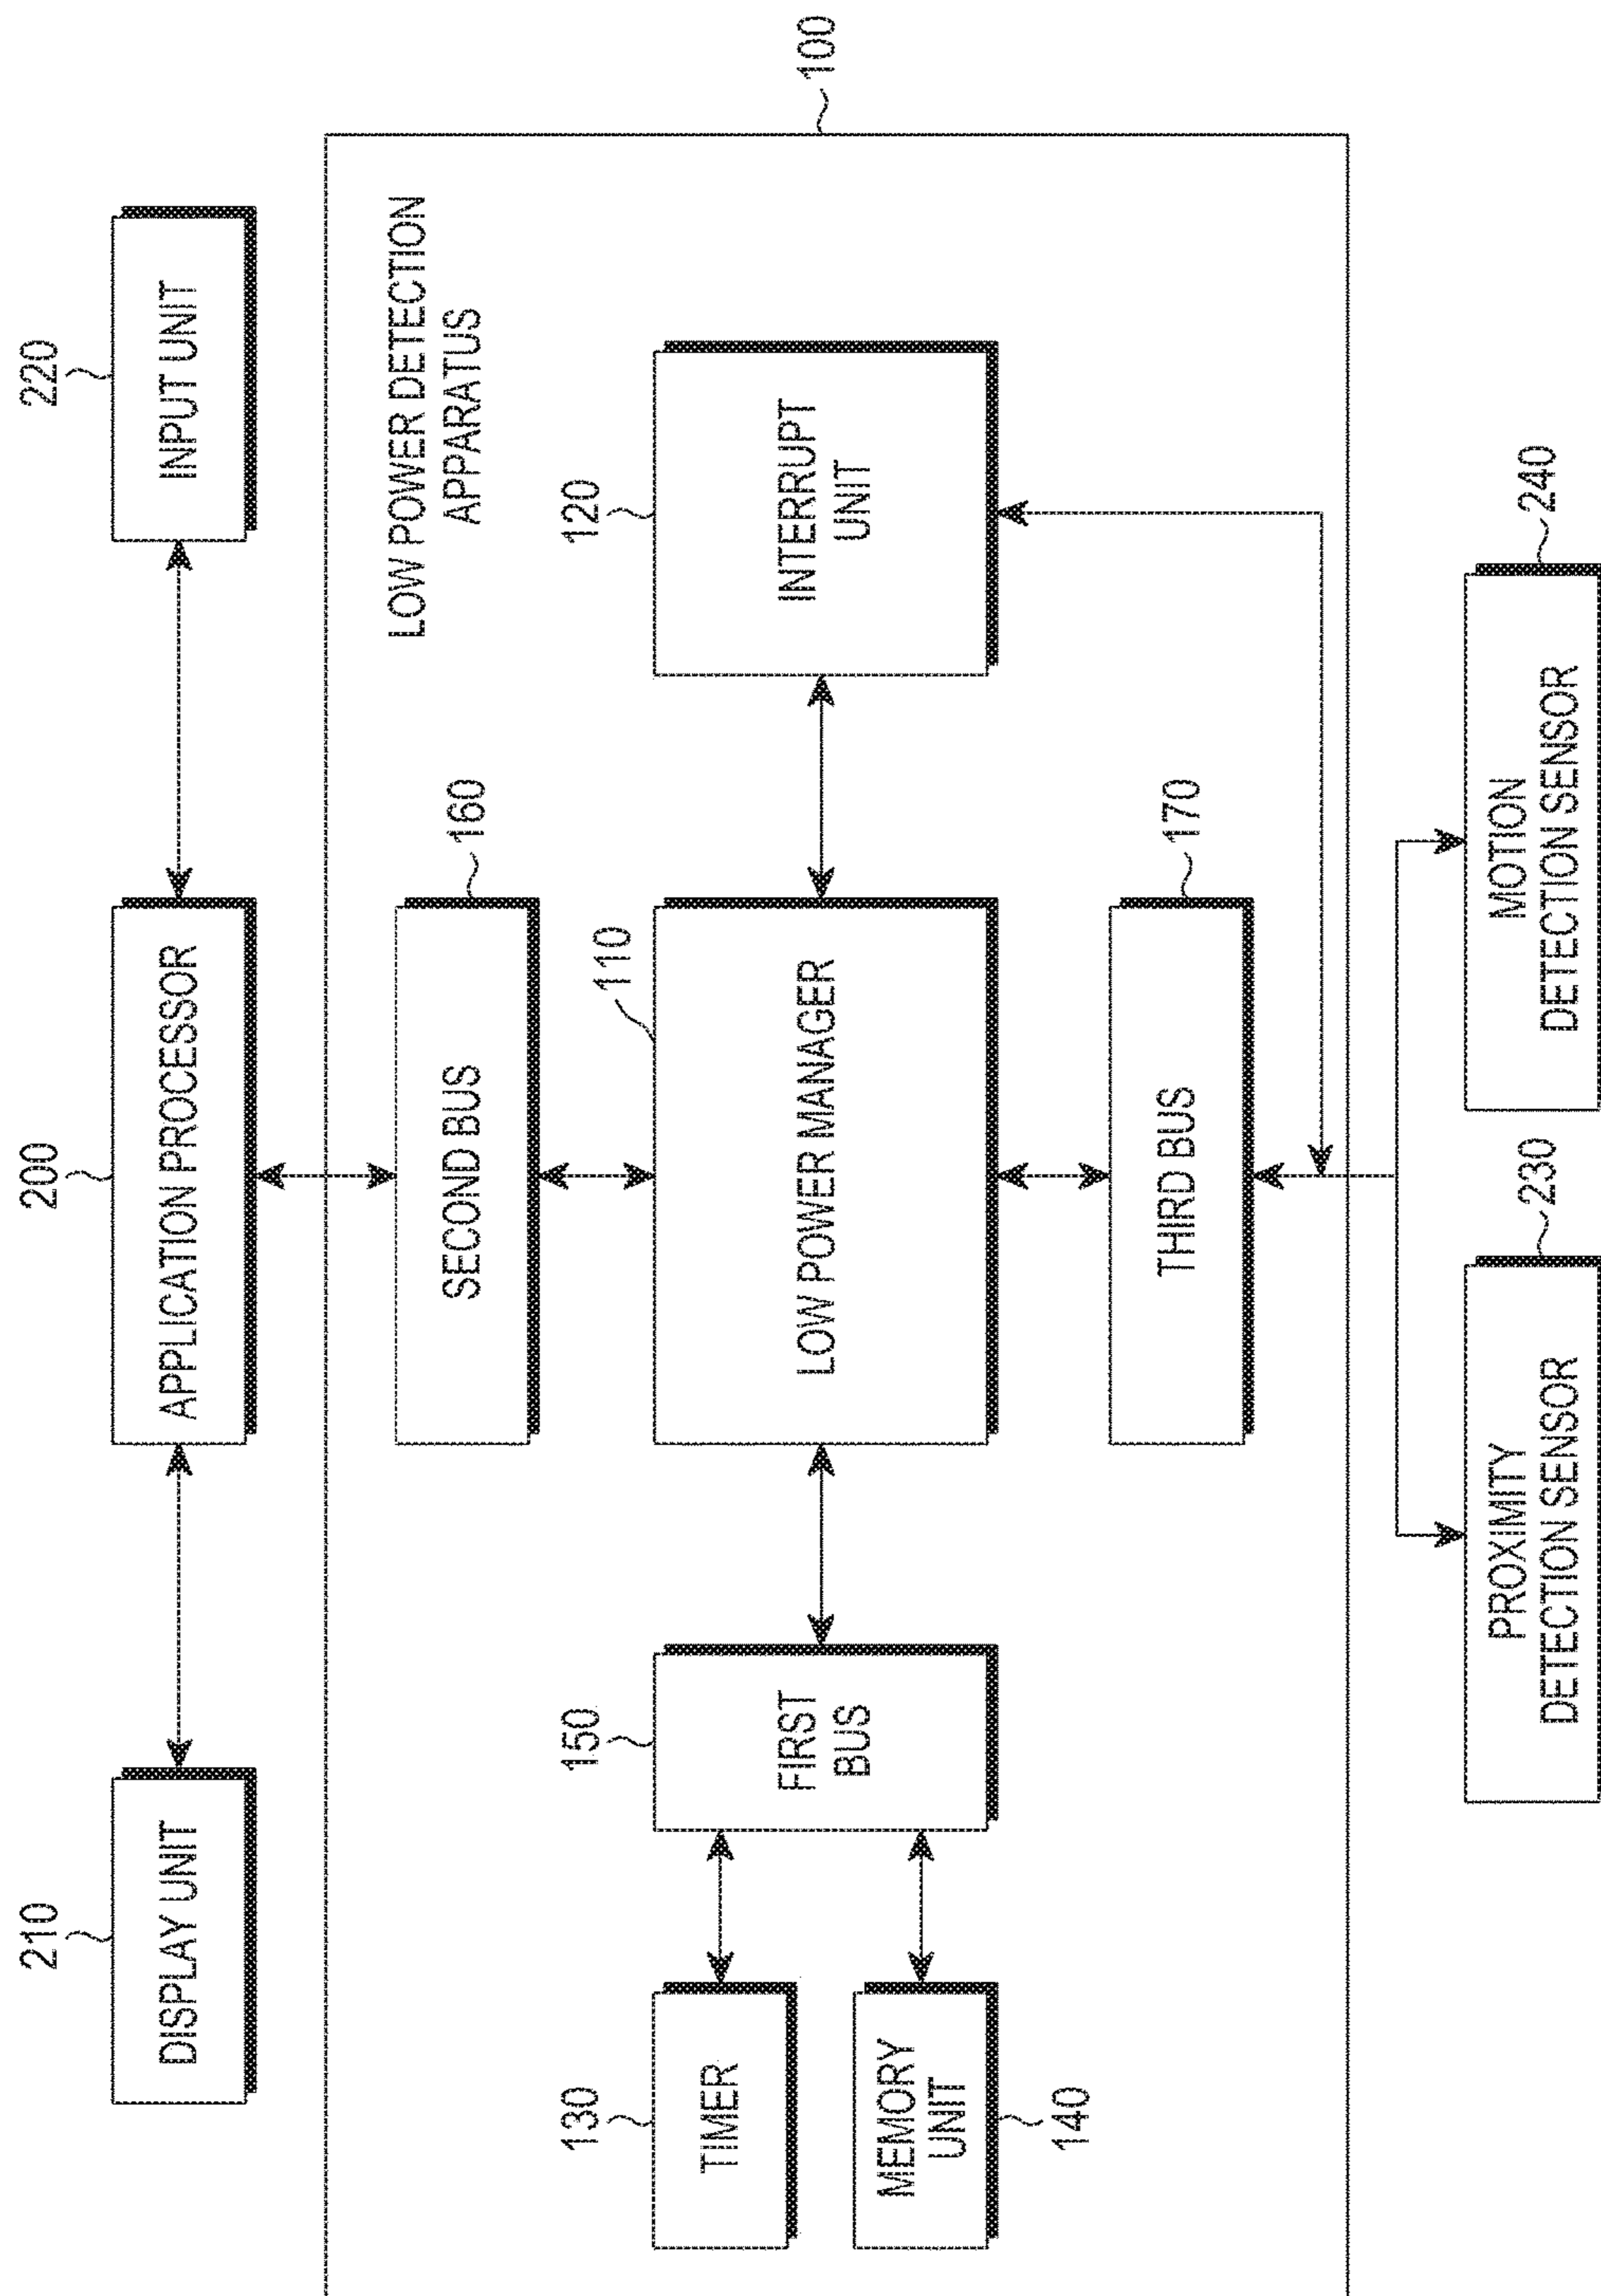 210
DISPLAY UNIT
200
APPLICATION PROCESSOR
220
INPUT UNIT
LOW POWER DETECTION
APPARATUS
100
SECOND BUS
160
130
TIMER
MEMORY
UNIT
140
150
FIRST
BUS
110
LOW POWER MANAGER
120
INTERRUPT
UNIT
THIRD BUS
170
PROXIMITY
DETECTION SENSOR
230
MOTION
DETECTION SENSOR
240